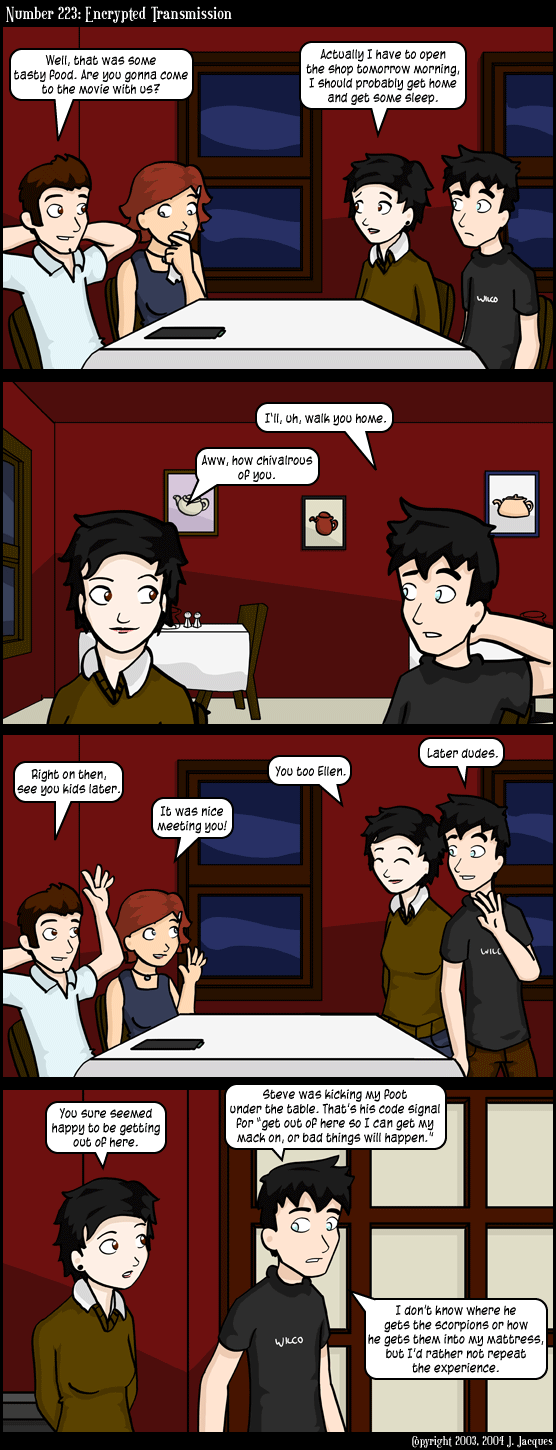 Number 223: Encrypted Transmission
Well, that was some
tasty food. Are you gonna come
to the movie with us?
Actually I have to open
the shop tomorrow morning,
I should probably get home
and get some sleep.
WILCO
I'll, uh, walk you home.
Aww, how chivalrous
of you.
Right on then,
see you kids later.
It was nice
meeting you!
You too Ellen.
Later dudes.
WILC
You sure seemed
happy to be getting
out of here.
Steve was kicking my foot
under the table. That's his code signal
for "get out of here so I can get my
mack on, or bad things will happen."
WILCO
I don't know where he
gets the scorpions or how
he gets them into my mattress,
but I'd rather not repeat
the experience.
Copyright 2003, 2004 J. Jacques